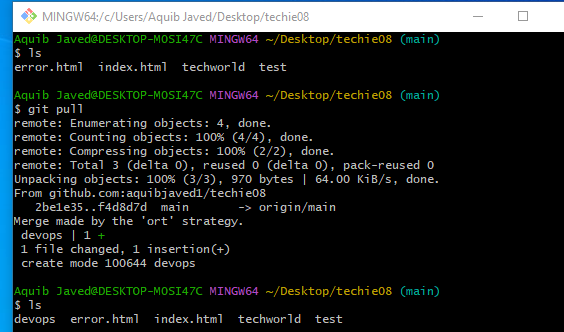 MINGW64:/c/Users/Aquib Javed/Desktop/techie08
Aquib Javed@DESKTOP-MOSI47C MINGW64 ~/Desktop/techie08 (main)
$ ls
error.html  index.html  techworld  test
Aquib Javed@DESKTOP-MOSI47C MINGW64 ~/Desktop/techie08 (main)
$ git pull
remote: Enumerating objects: 4, done.
remote: Counting objects: 100% (4/4), done.
remote: Compressing objects: 100% (2/2), done.
remote: Total 3 (delta 0), reused 0 (delta 0), pack-reused 0
Unpacking objects: 100% (3/3), 970 bytes | 64.00 KiB/s, done.
From github.com:aquibjaved1/techie08
   2be1e35..f4d8d7d  main       -> origin/main
Merge made by the 'ort' strategy.
 devops | 1 +
 1 file changed, 1 insertion(+)
 create mode 100644 devops
Aquib Javed@DESKTOP-MOSI47C MINGW64 ~/Desktop/techie08 (main)
$ ls
devops  error.html  index.html  techworld  test